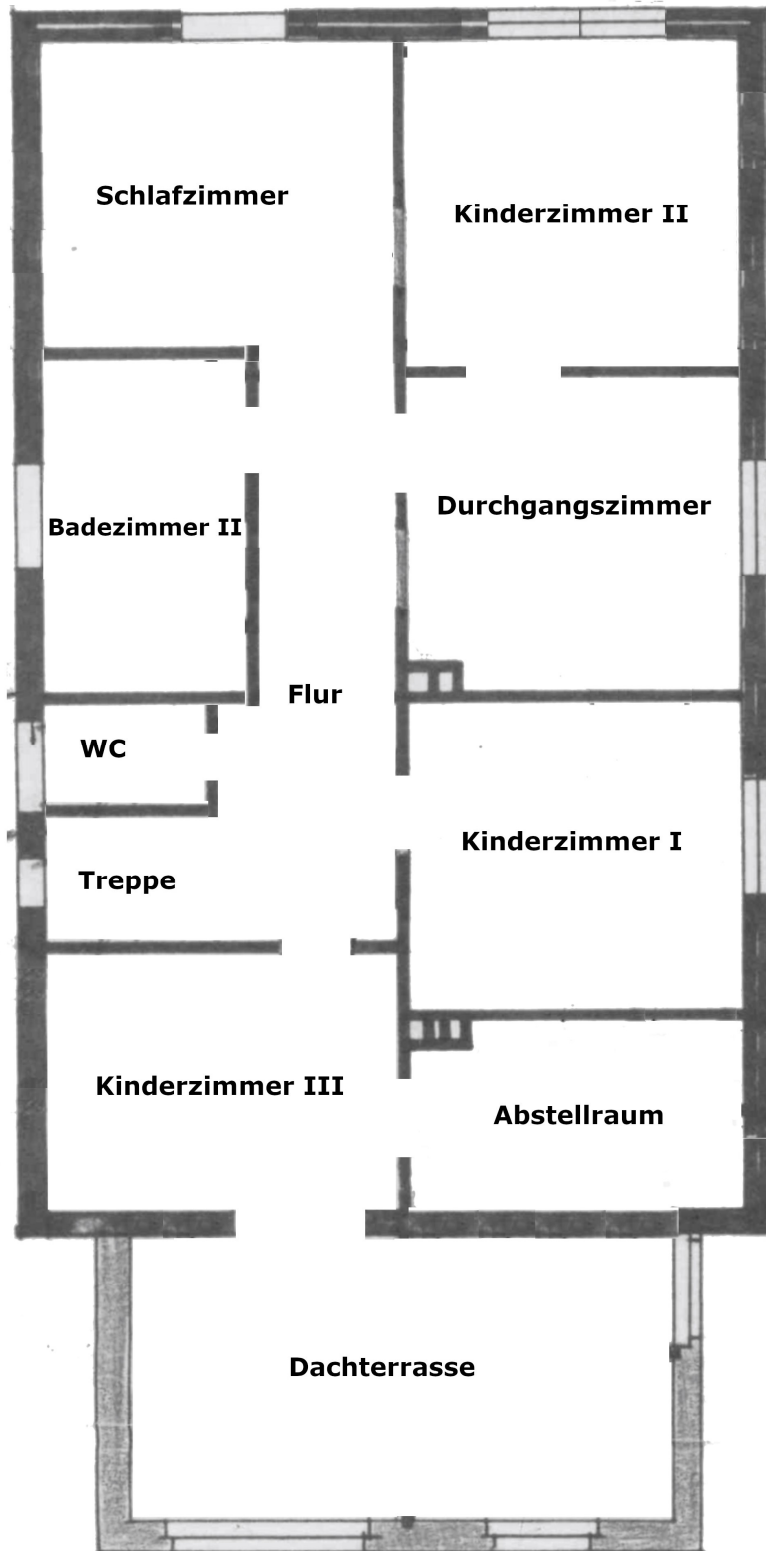 Schlafzimmer
Kinderzimmer II
Durchgangszimmer
Badezimmer II
Flur
WC
Kinderzimmer I
Treppe
Kinderzimmer III
Abstellraum
Dachterrasse